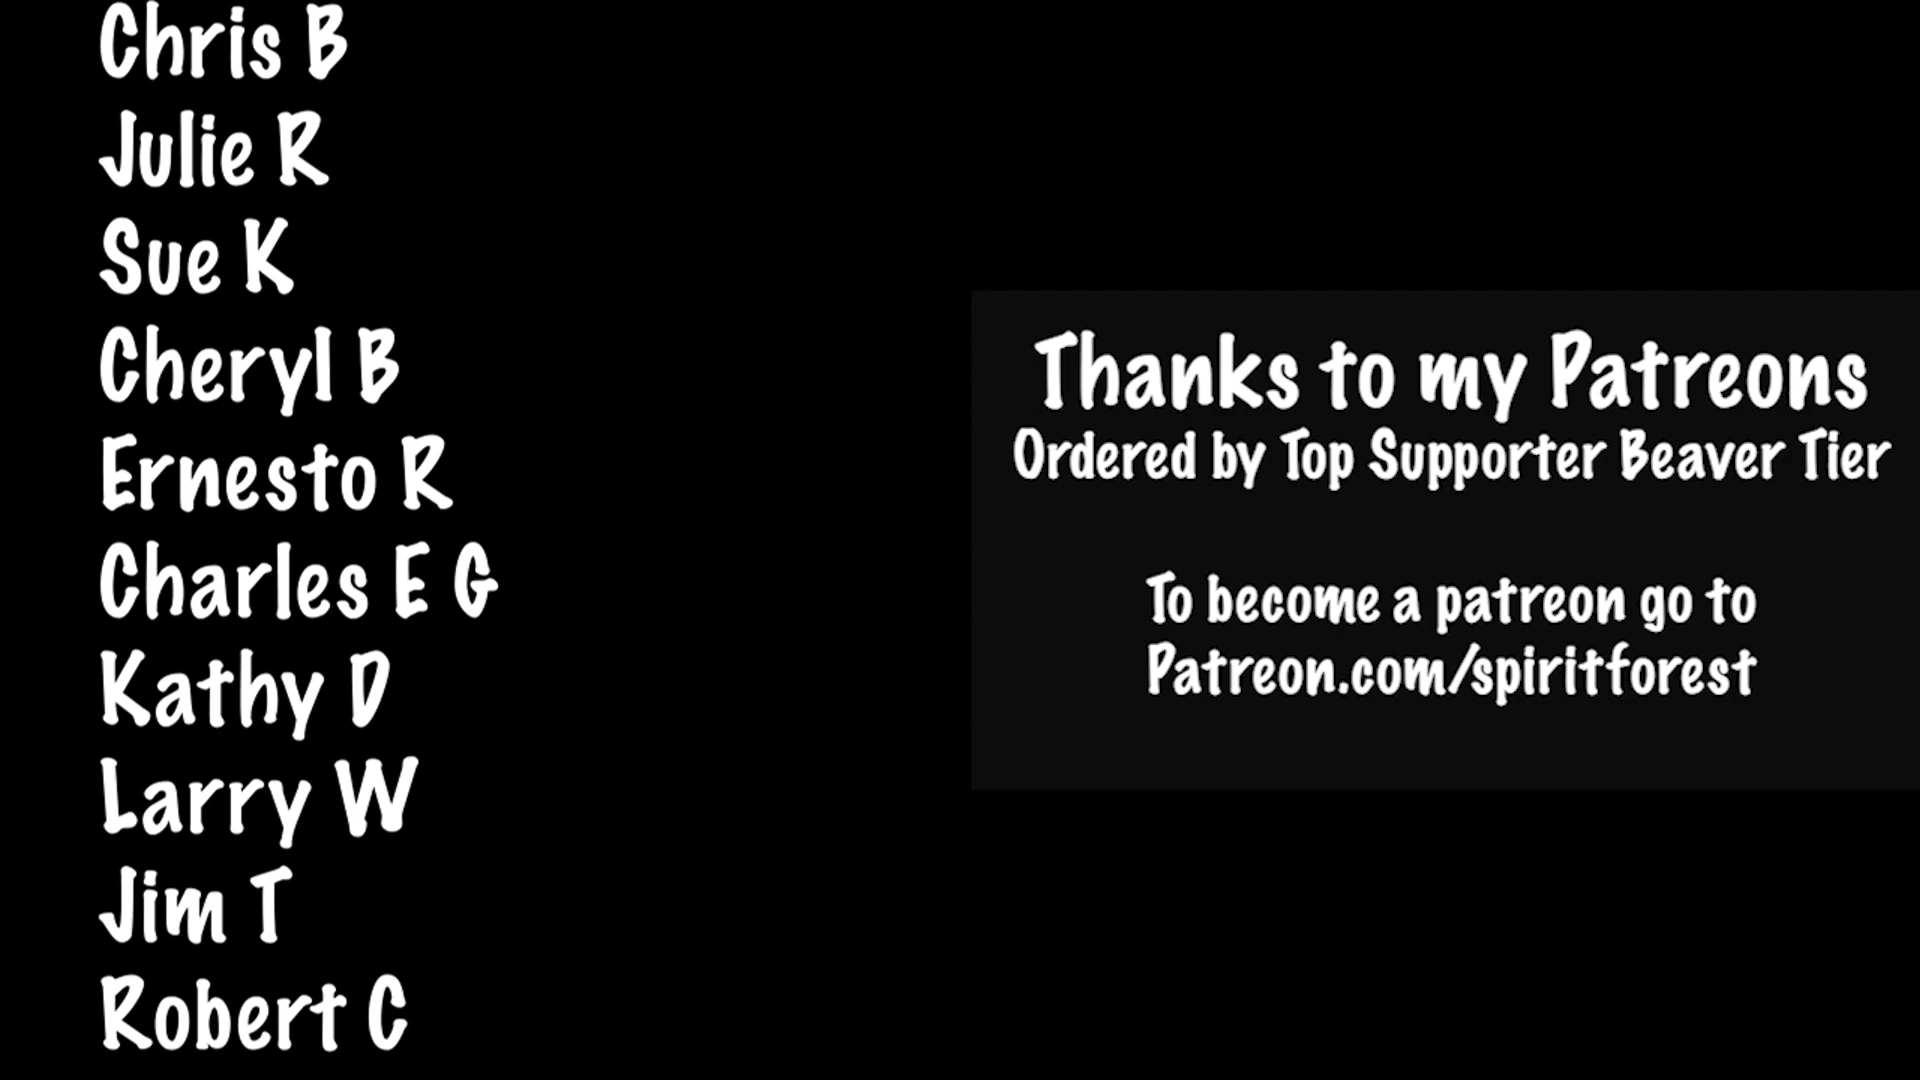 Chris B
Julie R
Sue K
Cheryl B
Ernesto R
Charles E G
Kathy D
Larry W
Jim T
Robert C
Thanks to my Patreons
Ordered by Top Supporter Beaver Tier
To become a patreon go to
Patreon.com/spiritforest